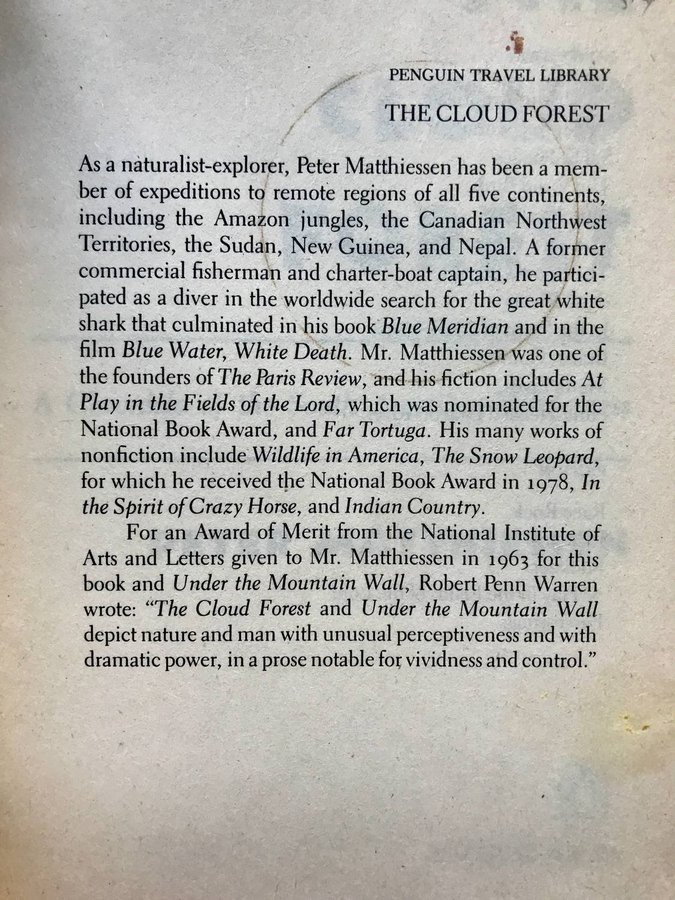 PENGUIN TRAVEL LIBRARY
THE CLOUD FOREST
As a naturalist-explorer, Peter Matthiessen has been a mem-
ber of expeditions to remote regions of all five continents,
including the Amazon jungles, the Canadian Northwest
Territories, the Sudan, New Guinea, and Nepal. A former
commercial fisherman and charter-boat captain, he partici-
pated as a diver in the worldwide search for the great white
shark that culminated in his book Blue Meridian and in the
film Blue Water, White Death. Mr. Matthiessen was one of
the founders of The Paris Review, and his fiction includes At
Play in the Fields of the Lord, which was nominated for the
National Book Award, and Far Tortuga. His many works of
nonfiction include Wildlife in America, The Snow Leopard,
for which he received the National Book Award in 1978, In
the Spirit of Crazy Horse, and Indian Country.
For an Award of Merit from the National Institute of
Arts and Letters given to Mr. Matthiessen in 1963 for this
book and Under the Mountain Wall, Robert Penn Warren
wrote: “The Cloud Forest and Under the Mountain Wall
depict nature and man with unusual perceptiveness and with
dramatic power, in a prose notable for vividness and control.”